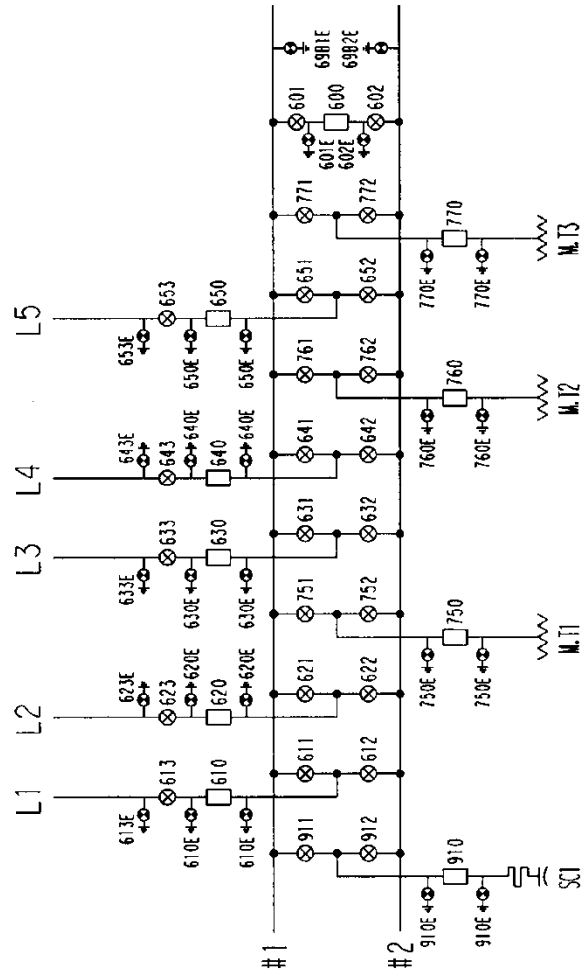 L1
L2
L3
L4
L5
613E
613
610E
610
610E
623E
623
620E
620
620E
633E
633
630E
630
630E
643E
643
640E
640
640E
653E
653
650E
650
650E
#1
#2
911
912
611
612
621
622
751
752
631
632
641
642
761
762
651
652
771
772
601
601E
600
602E
602
69B1E
69B2E
910E
910
910E
SC1
750E
750
750E
M.T1
760E
760
760E
M.T2
770E
770
770E
M.T3